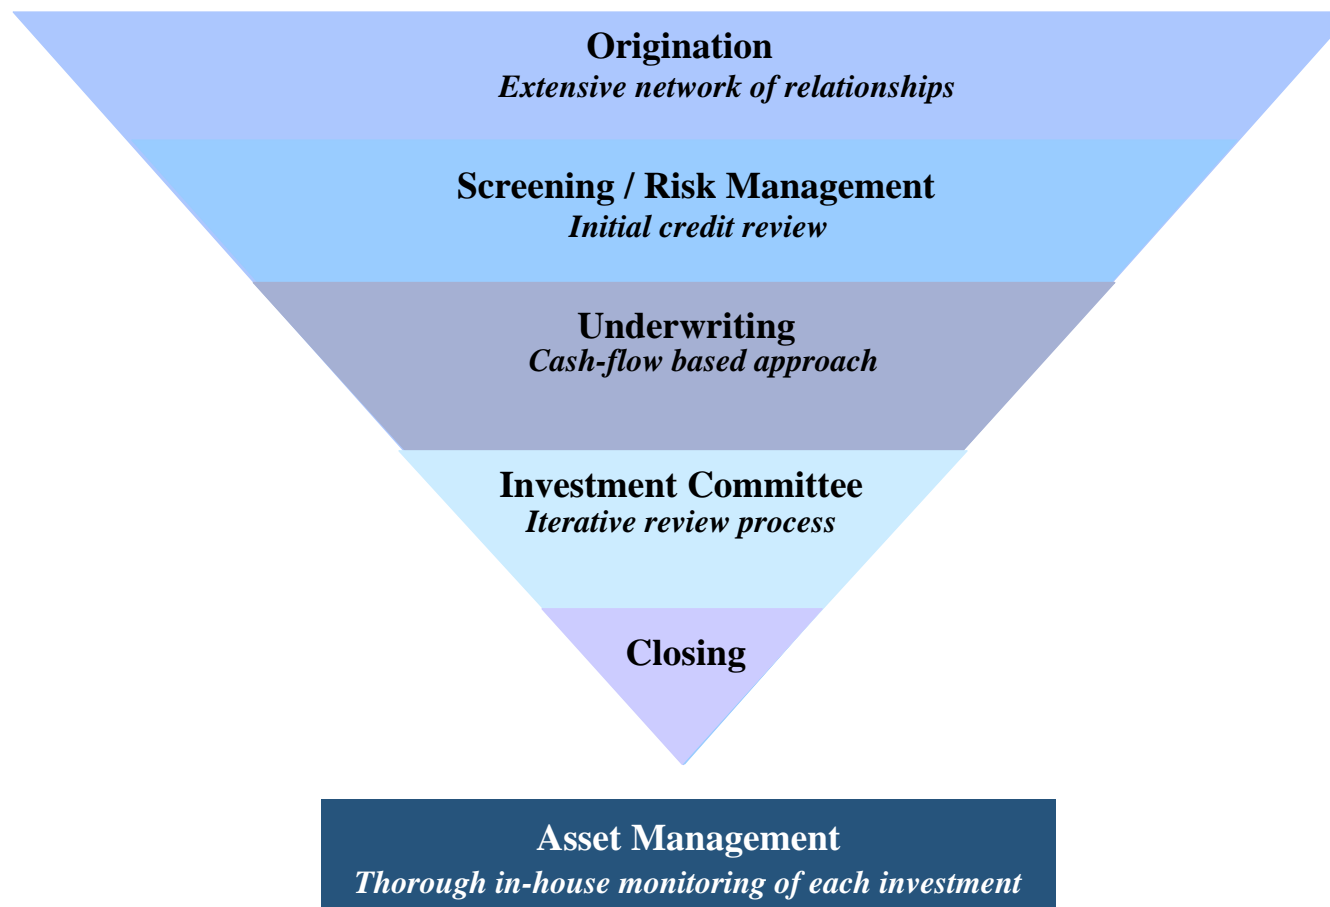 Origination
Extensive network of relationships
Screening / Risk Management
Initial credit review
Underwriting
Cash-flow based approach
Investment Committee
Iterative review process
Closing
Asset Management
Thorough in-house monitoring of each investment